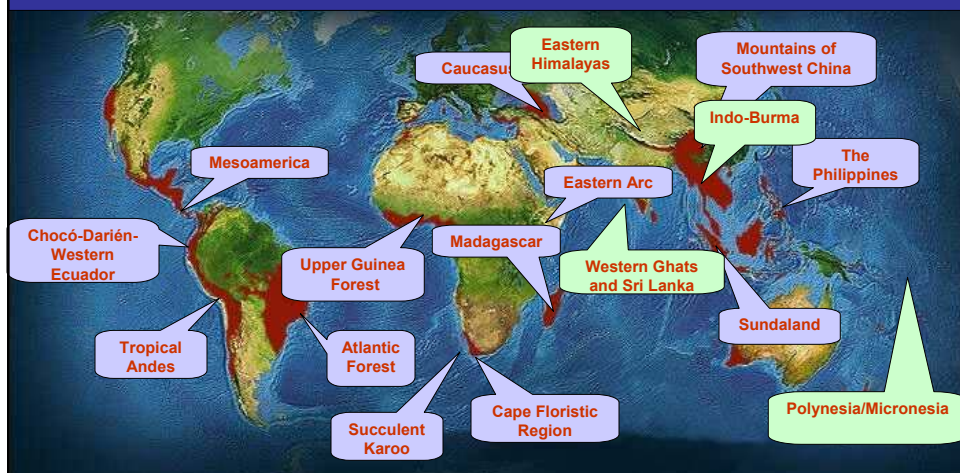 Eastern
Himalayas
Caucasus
Mountains of
Southwest China
Indo-Burma
Mesoamerica
The
Philippines
Eastern Arc
Chocó-Darién-
Western
Ecuador
Upper Guinea
Forest
Madagascar
Western Ghats
and Sri Lanka
Sundaland
Tropical
Andes
Atlantic
Forest
Succulent
Karoo
Cape Floristic
Region
Polynesia/Micronesia